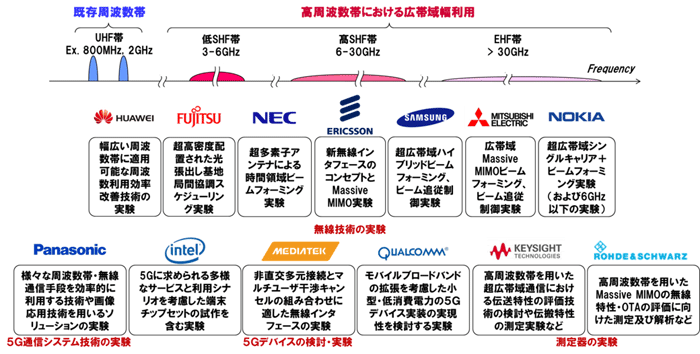 既存周波数帯
高周波数帯における広帯域幅利用
UHF帯
Ex. 800MHz, 2GHz
低SHF帯
3-6GHz
高SHF帯
6-30GHz
EHF帯
> 30GHz
Frequency
HUAWEI
FUJITSU
NEC
ERICSSON
SAMSUNG
MITSUBISHI
ELECTRIC
NOKIA
幅広い周波
数帯に適用
可能な周波
数利用効率
改善技術の
実験
超高密度配
置された光
張出し基地
局間協調ス
ケジューリン
グ実験
超多素子ア
ンテナによる
時間領域ビー
ムフォーミング
実験
新無線インタ
フェースの
コンセプトと
Massive
MIMO実験
超広帯域ハイ
ブリッドビーム
フォーミング、
ビーム追従制
御実験
広帯域
Massive
MIMOビーム
フォーミング、
ビーム追従
制御実験
超広帯域シン
グルキャリア+
ビームフォーミ
ング実験
(および6GHz
以下の実験)
無線技術の実験
Panasonic
intel
MEDIATEK
QUALCOMM
KEYSIGHT
TECHNOLOGIES
ROHDE&SCHWARZ
様々な周波数帯・無線
通信手段を効率的に
利用する技術や画像
応用技術を用いるソ
リューションの実験
5Gに求められる多様
なサービスと利用シナ
リオを考慮した端末
チップセットの試作を
含む実験
非直交多元接続とマ
ルチユーザ干渉キャン
セルの組み合わせに
適した無線インタ
フェースの実験
モバイルブロードバンド
の拡張を考慮した小
型・低消費電力の5G
デバイス実装の実現
性を検討する実験
高周波数帯を用いた
超広帯域通信におけ
る伝送特性の評価技
術の検討や伝搬特性
の測定実験など
高周波数帯を用いた
Massive MIMOの無線
特性・OTAの評価に向
けた測定及び解析など
5G通信システム技術の実験
5Gデバイスの検討・実験
測定器の実験